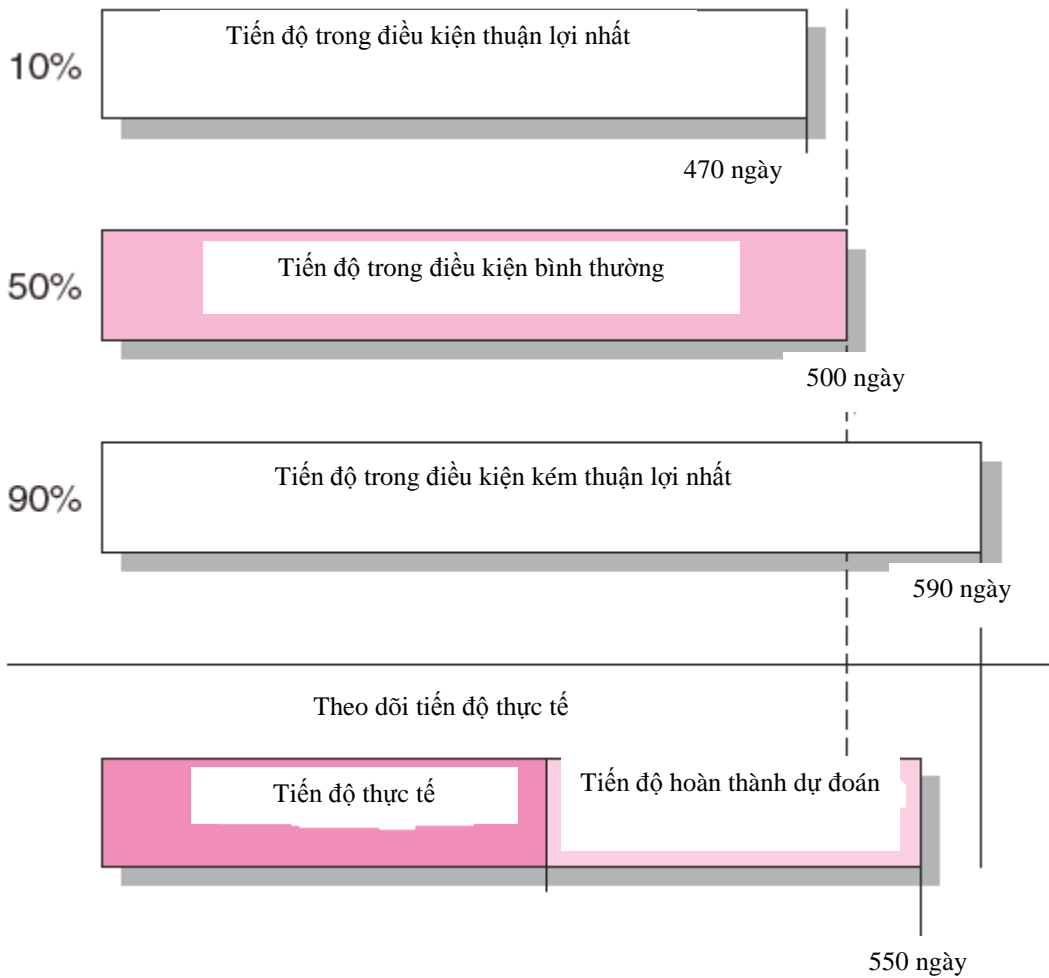 Tiến độ trong điều kiện thuận lợi nhất
10%
470 ngày
Tiến độ trong điều kiện bình thường
50%
500 ngày
Tiến độ trong điều kiện kém thuận lợi nhất
90%
590 ngày
Theo dõi tiến độ thực tế
Tiến độ thực tế
Tiến độ hoàn thành dự đoán
550 ngày